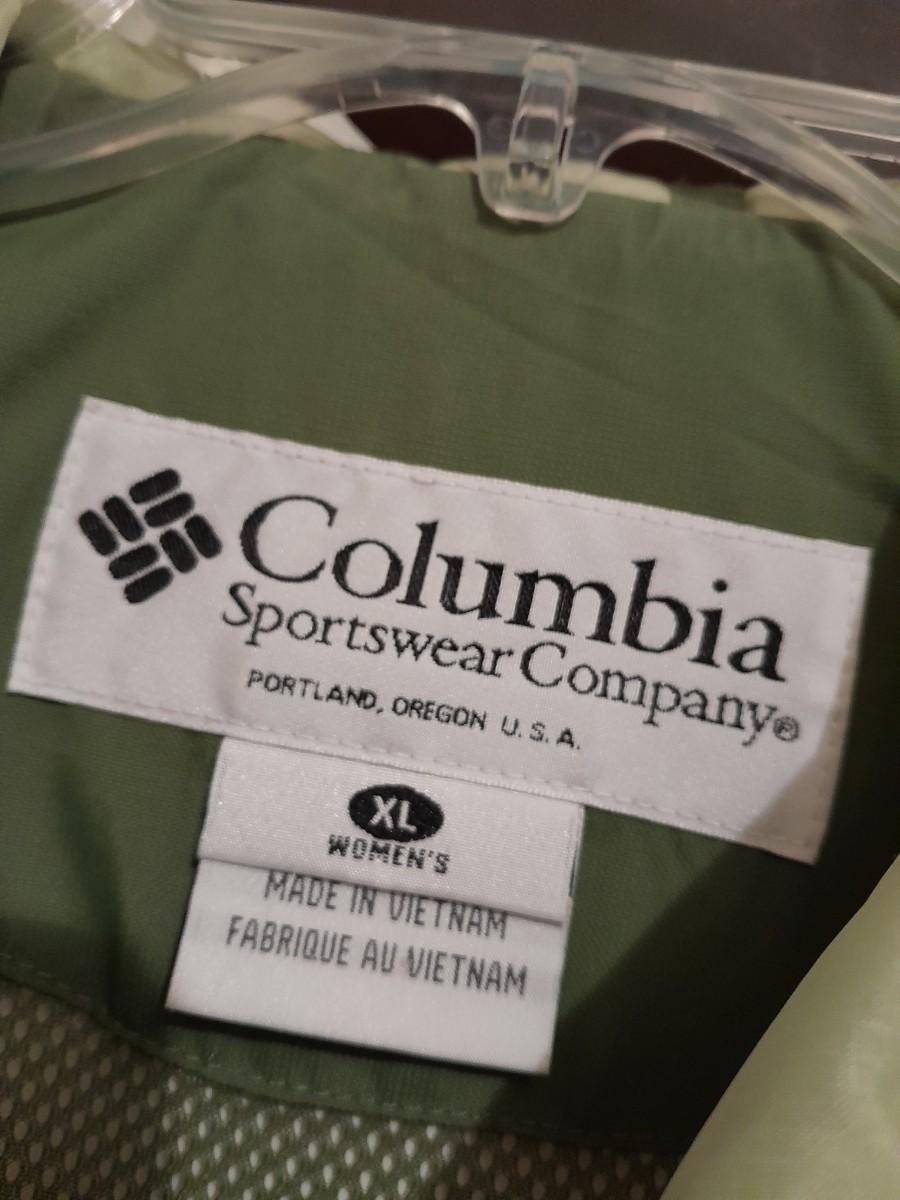 Columbia
Sportswear Company®
PORTLAND, OREGON U.S.A.
XL
WOMEN'S
MADE IN VIETNAM
FABRIQUE AU VIETNAM